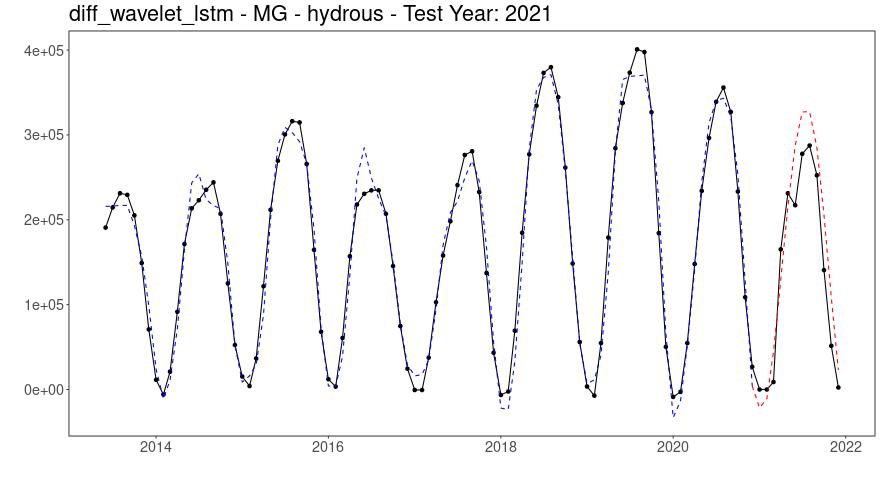 diff_wavelet_lstm - MG - hydrous - Test Year: 2021
4e+05
3e+05
2e+05
1e+05
0e+00
2014 2016 2018 2020 2022